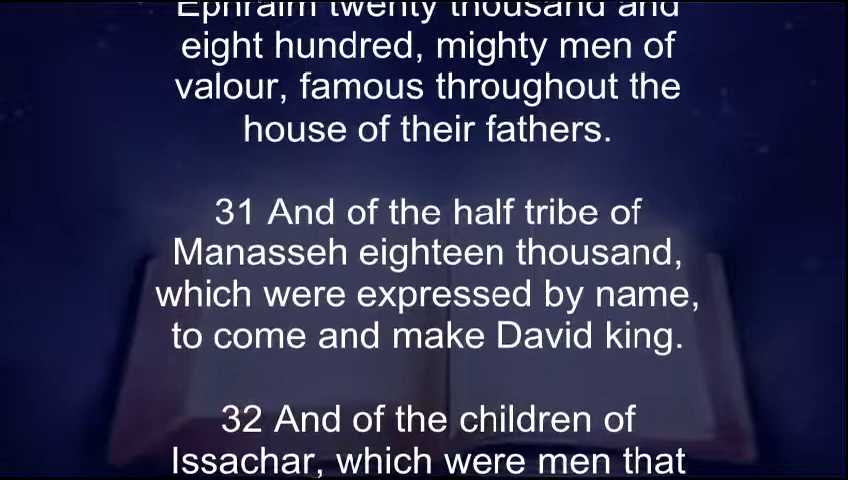 Ephraim twenty thousand and
eight hundred, mighty men of
valour, famous throughout the
house of their fathers.
31 And of the half tribe of
Manasseh eighteen thousand,
which were expressed by name,
to come and make David king.
32 And of the children of
Issachar, which were men that